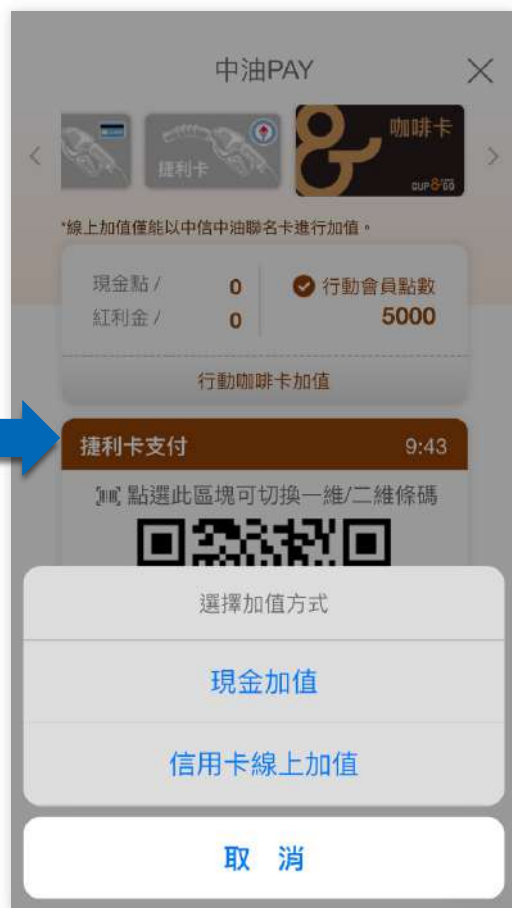 中油PAY
捷利卡
咖啡卡
CUP&GO
*線上加值僅能以中信中油聯名卡進行加值。
現金點/ 0
紅利金/ 0
行動會員點數
5000
行動咖啡卡加值
捷利卡支付 9:43
點選此區塊可切換一維/二維條碼
選擇加值方式
現金加值
信用卡線上加值
取 消